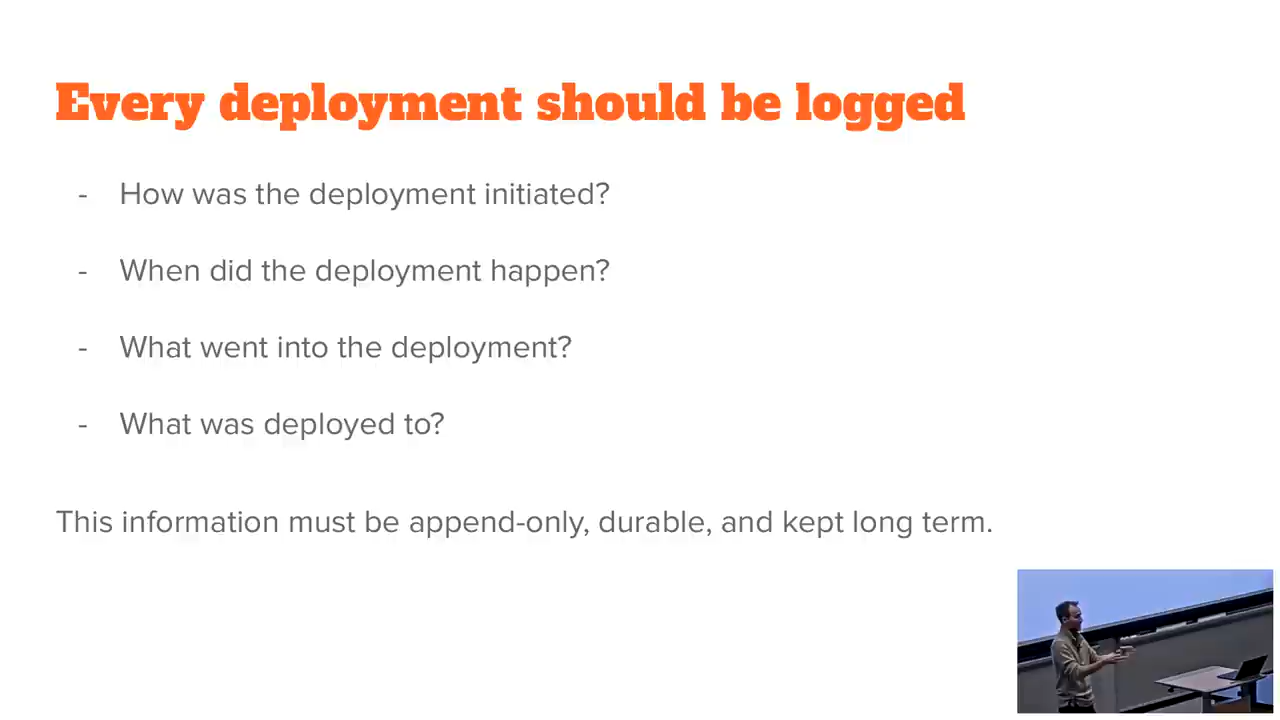 Every deployment should be logged
- How was the deployment initiated?
- When did the deployment happen?
- What went into the deployment?
- What was deployed to?
This information must be append-only, durable, and kept long term.